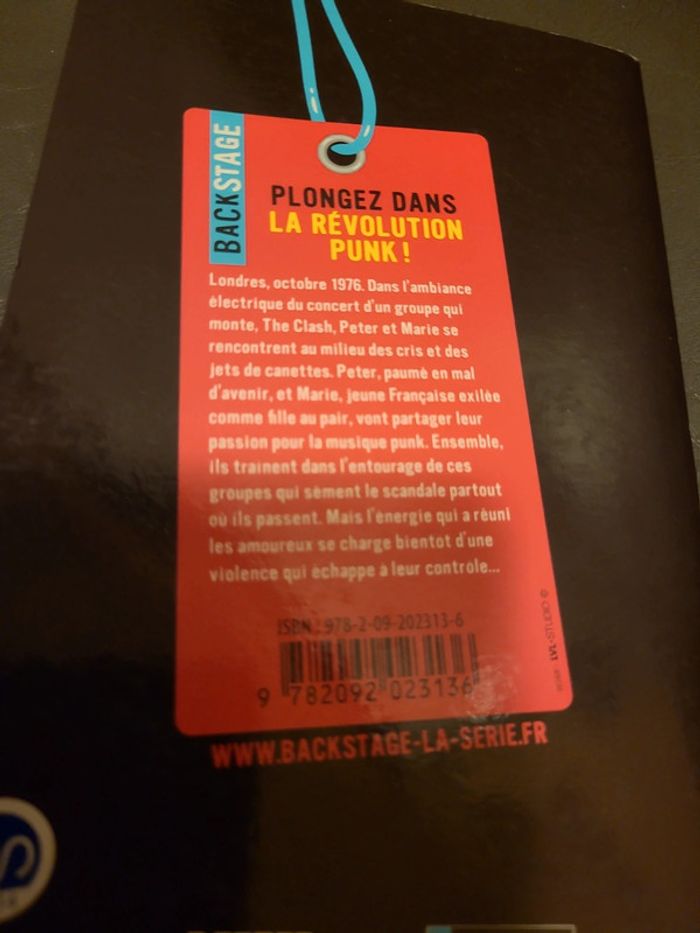 BACKSTAGE
PLONGEZ DANS
LA RÉVOLUTION
PUNK !
Londres, octobre 1976. Dans l'ambiance
électrique du concert d'un groupe qui
monte, The Clash, Peter et Marie se
rencontrent au milieu des cris et des
jets de canettes. Peter, paumé en mal
d'avenir, et Marie, jeune Française exilée
comme fille au pair, vont partager leur
passion pour la musique punk. Ensemble,
ils traînent dans l'entourage de ces
groupes qui sèment le scandale partout
où ils passent. Mais l'énergie qui a réuni
les amoureux se charge bientôt d'une
violence qui échappe à leur contrôle...
ISBN : 978-2-09-202313-6
9 782092 023136
LVL-STUDIO ©
WWW.BACKSTAGE-LA-SERIE.FR